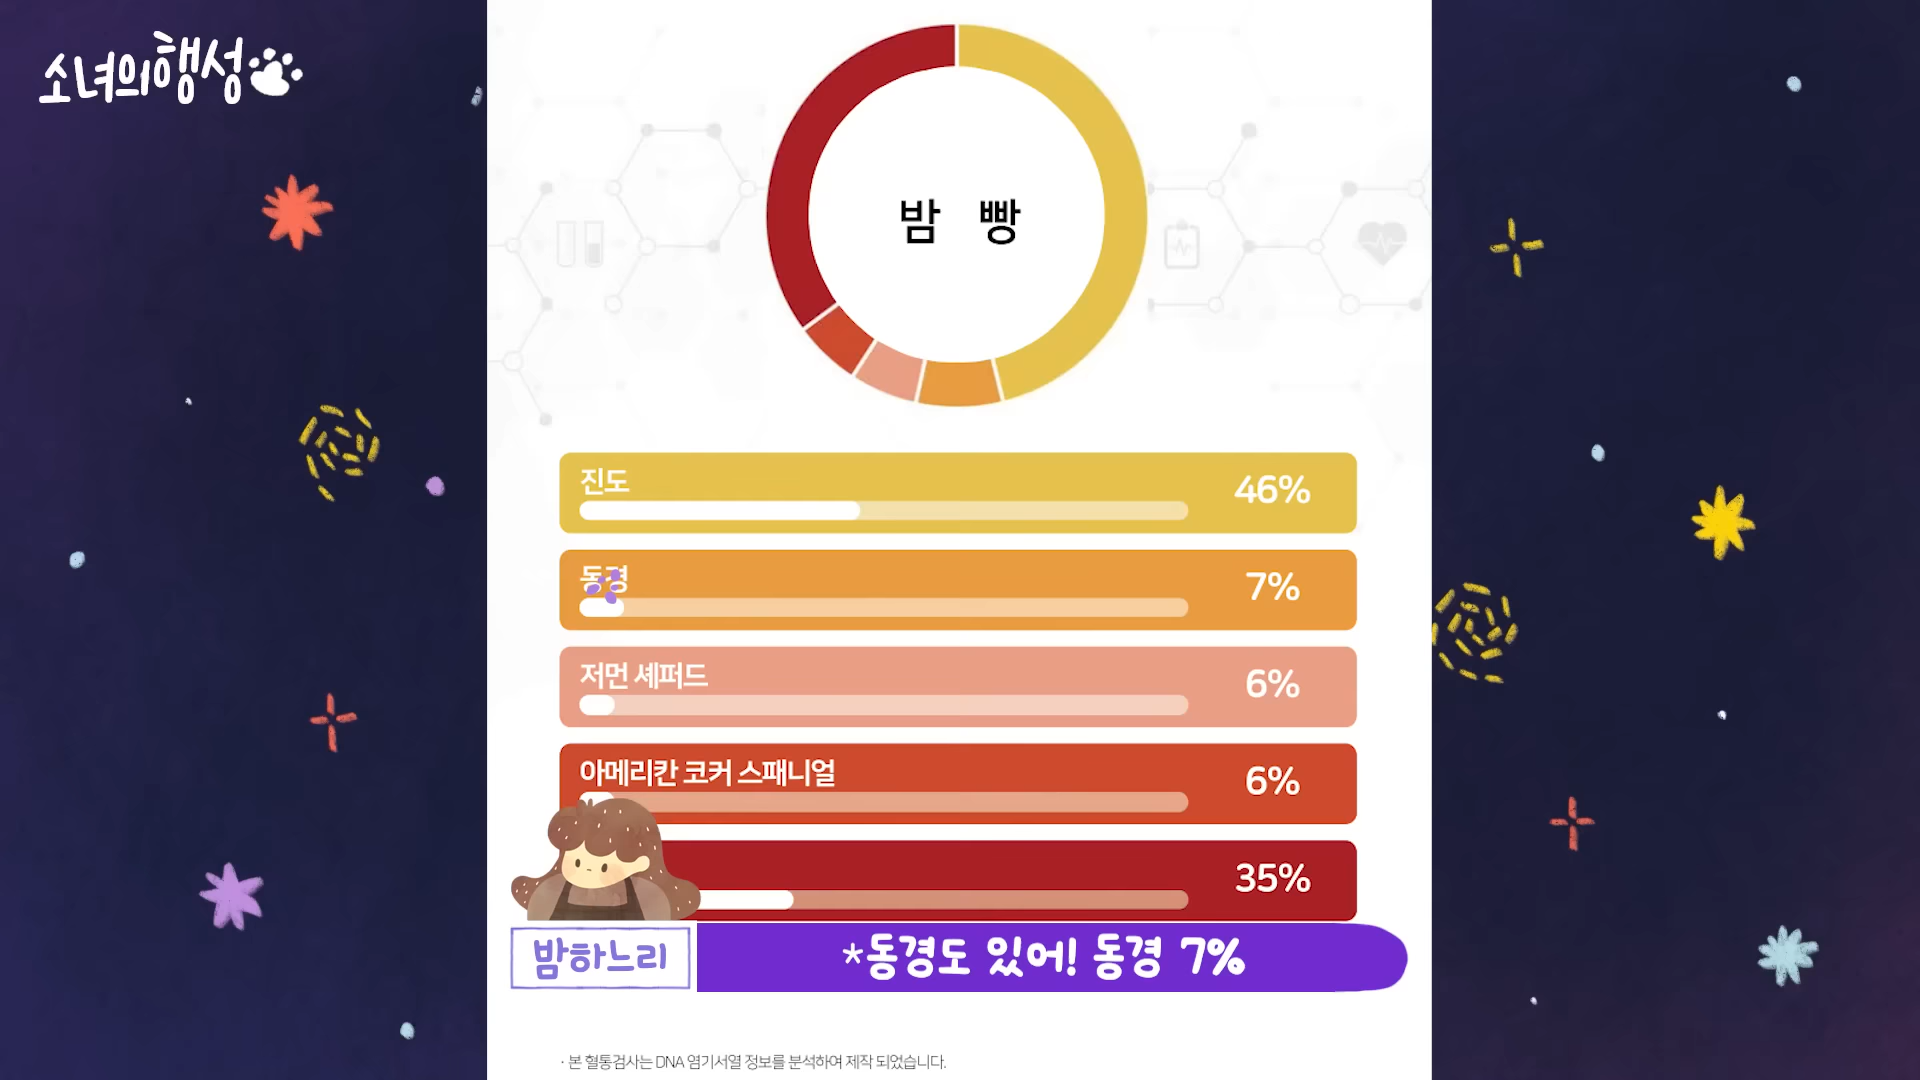 소녀의행성
밤 빵
진도
46%
동경
7%
저먼 셰퍼드
6%
아메리칸 코커 스패니얼
6%
35%
밤하느리
*동경도 있어! 동경 7%
· 본 혈통검사는 DNA 염기서열 정보를 분석하여 제작 되었습니다.